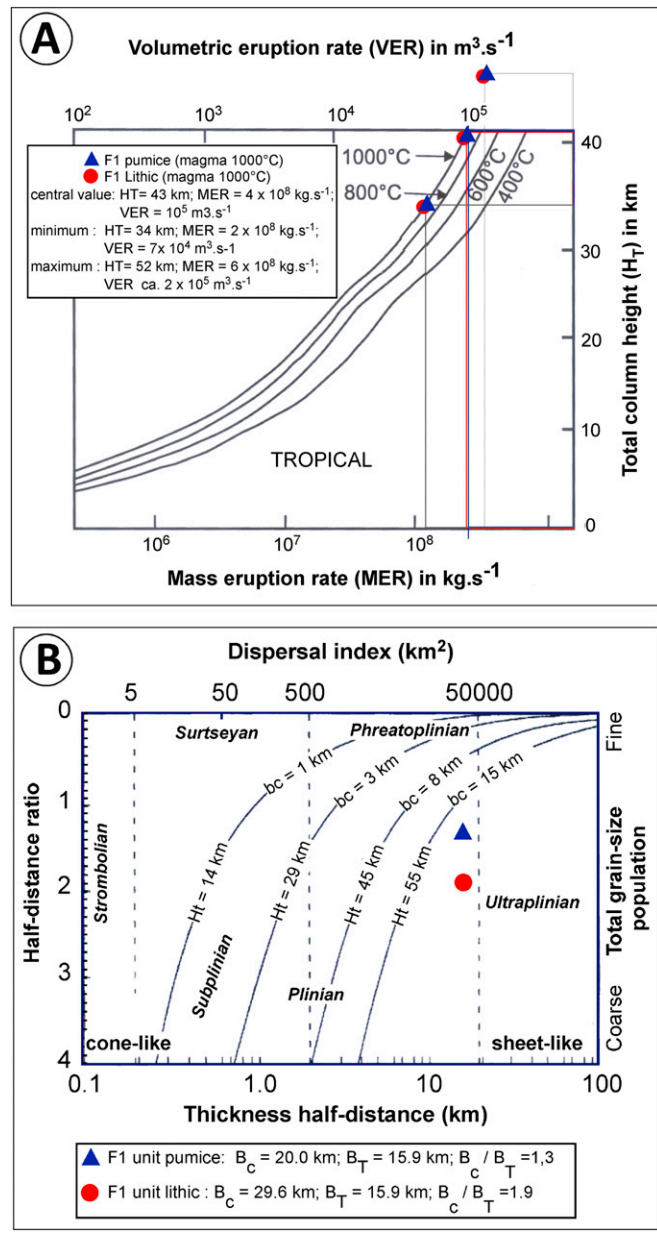 A
Volumetric eruption rate (VER) in m³.s⁻¹
10² 10³ 10⁴ 10⁵
▲ F1 pumice (magma 1000°C)
● F1 Lithic (magma 1000°C)
central value: HT= 43 km; MER = 4 x 10⁸ kg.s⁻¹;
VER = 10⁵ m3.s⁻¹
minimum : HT= 34 km; MER = 2 x 10⁸ kg.s⁻¹;
VER = 7x 10⁴ m³.s-1
maximum : HT= 52 km; MER = 6 x 10⁸ kg.s⁻¹;
VER ca. 2 x 10⁵ m³.s⁻¹
1000°C
800°C
600°C
400°C
TROPICAL
40
30
20
10
0
Total column height (H_T) in km
10⁶ 10⁷ 10⁸
Mass eruption rate (MER) in kg.s⁻¹
B
Dispersal index (km²)
5 50 500 50000
0
1
2
3
4
Half-distance ratio
Surtseyan
Phreatoplinian
Strombolian
Subplinian
Plinian
Ultraplinian
bc = 1 km
bc = 3 km
bc = 8 km
bc = 15 km
Ht = 14 km
Ht = 29 km
Ht = 45 km
Ht = 55 km
cone-like
sheet-like
Fine
Coarse
Total grain-size
population
0.1 1.0 10 100
Thickness half-distance (km)
▲ F1 unit pumice: B_C = 20.0 km; B_T = 15.9 km; B_C / B_T =1,3
● F1 unit lithic : B_C = 29.6 km; B_T = 15.9 km; B_C / B_T =1.9